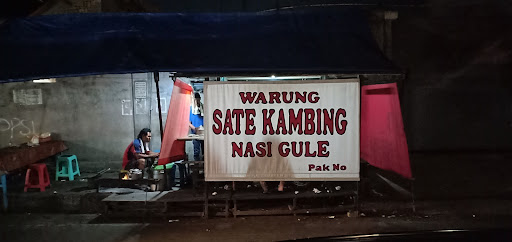 WARUNG
SATE KAMBING
NASI GULE
Pak No